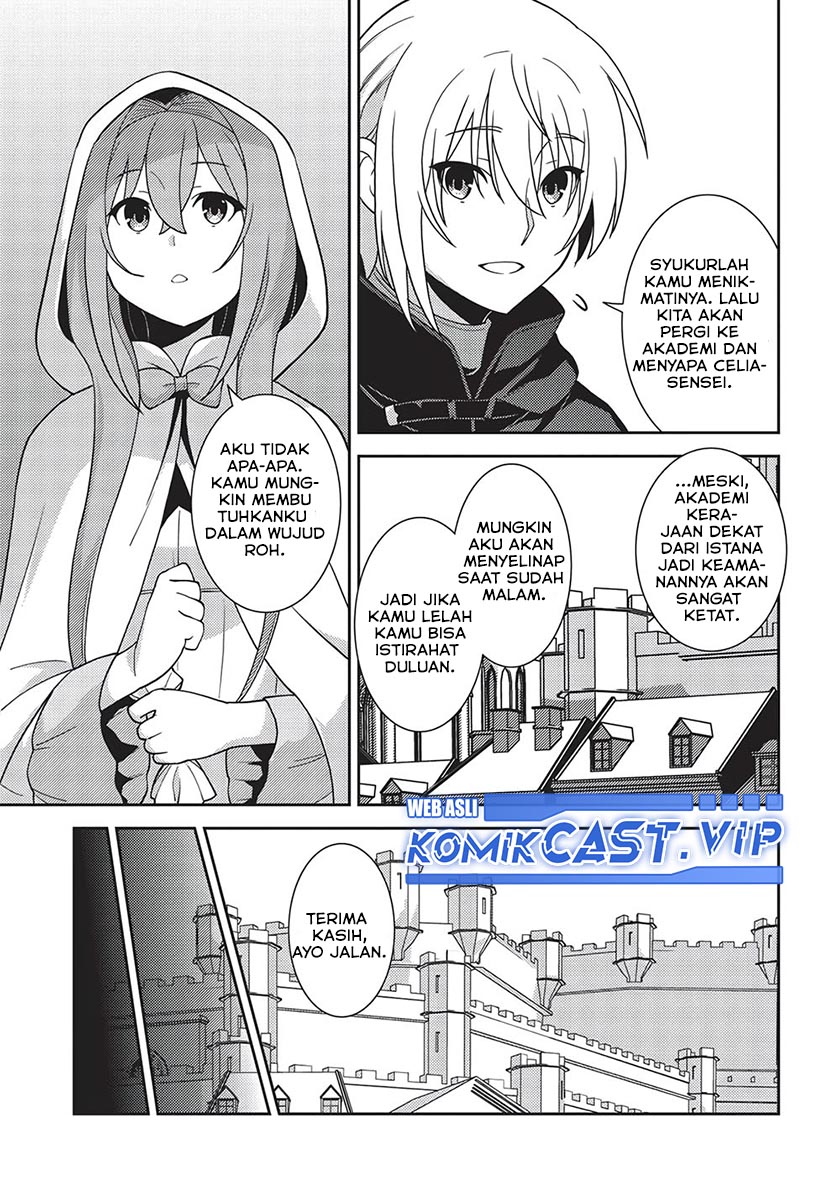 SYUKURLAH
KAMU MENIK-
MATINYA. LALU
KITA AKAN
PERGI KE
AKADEMI DAN
MENYAPA CELIA-
SENSEI.
...MESKI,
AKADEMI
KERA-
JAAN DEKAT
DARI ISTANA
JADI KEAMA-
NANNYA AKAN
SANGAT
KETAT.
MUNGKIN
AKU AKAN
MENYELINAP
SAAT SUDAH
MALAM.
JADI JIKA
KAMU LELAH
KAMU BISA
ISTIRAHAT
DULUAN.
AKU TIDAK
APA-APA.
KAMU MUNG-
KIN MEMBU
TUHKANKU
DALAM WUJUD
ROH.
WEB ASLI
KOMIKCAST.VIP
TERIMA
KASIH,
AYO JALAN.